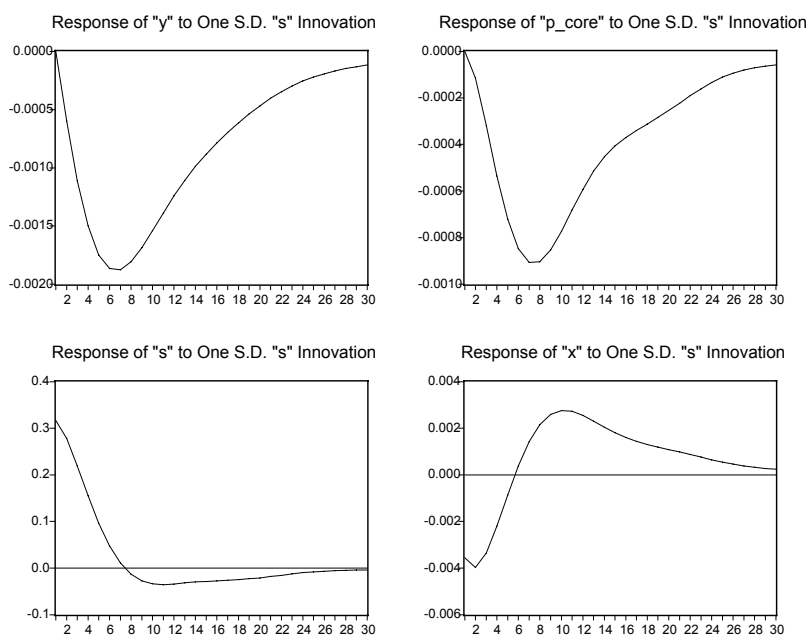 Response of "y" to One S.D. "s" Innovation
0.0000
-0.0005
-0.0010
-0.0015
-0.0020
2 4 6 8 10 12 14 16 18 20 22 24 26 28 30
Response of "p_core" to One S.D. "s" Innovation
0.0000
-0.0002
-0.0004
-0.0006
-0.0008
-0.0010
2 4 6 8 10 12 14 16 18 20 22 24 26 28 30
Response of "s" to One S.D. "s" Innovation
0.4
0.3
0.2
0.1
0.0
-0.1
2 4 6 8 10 12 14 16 18 20 22 24 26 28 30
Response of "x" to One S.D. "s" Innovation
0.004
0.002
0.000
-0.002
-0.004
-0.006
2 4 6 8 10 12 14 16 18 20 22 24 26 28 30